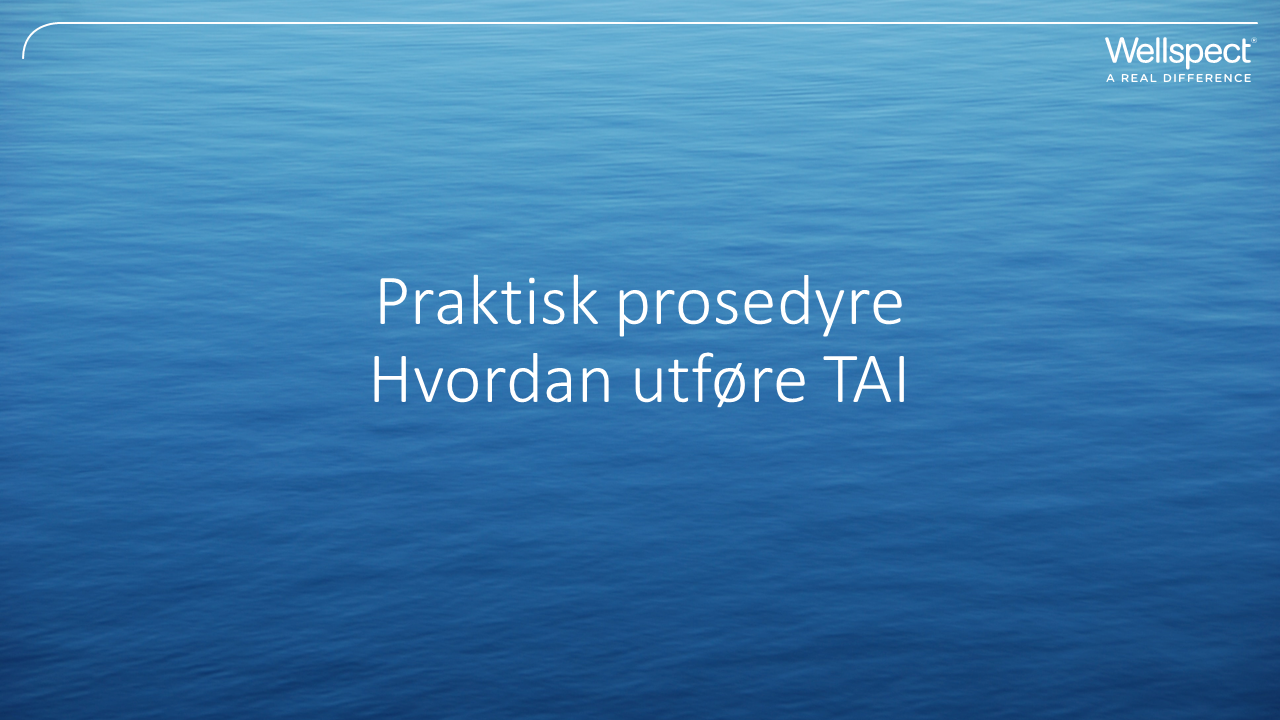 Wellspect®
A REAL DIFFERENCE
Praktisk prosedyre
Hvordan utføre TAI